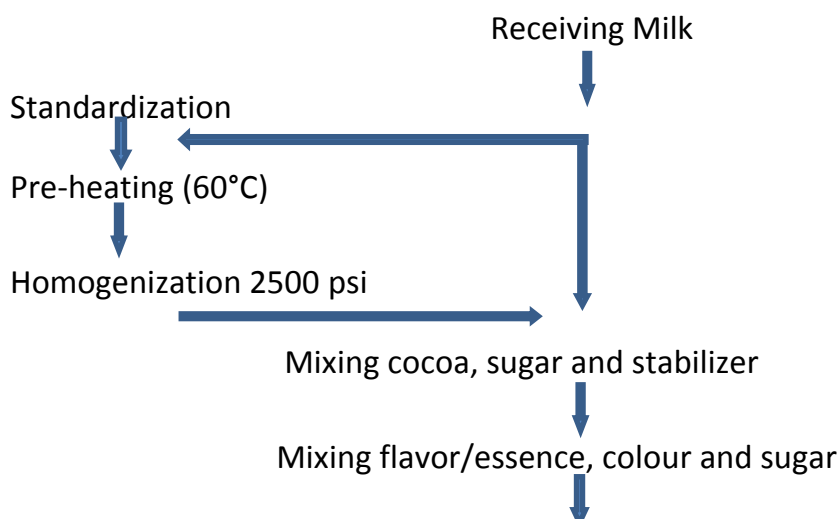 Receiving Milk
Standardization
Pre-heating (60°C)
Homogenization 2500 psi
Mixing cocoa, sugar and stabilizer
Mixing flavor/essence, colour and sugar